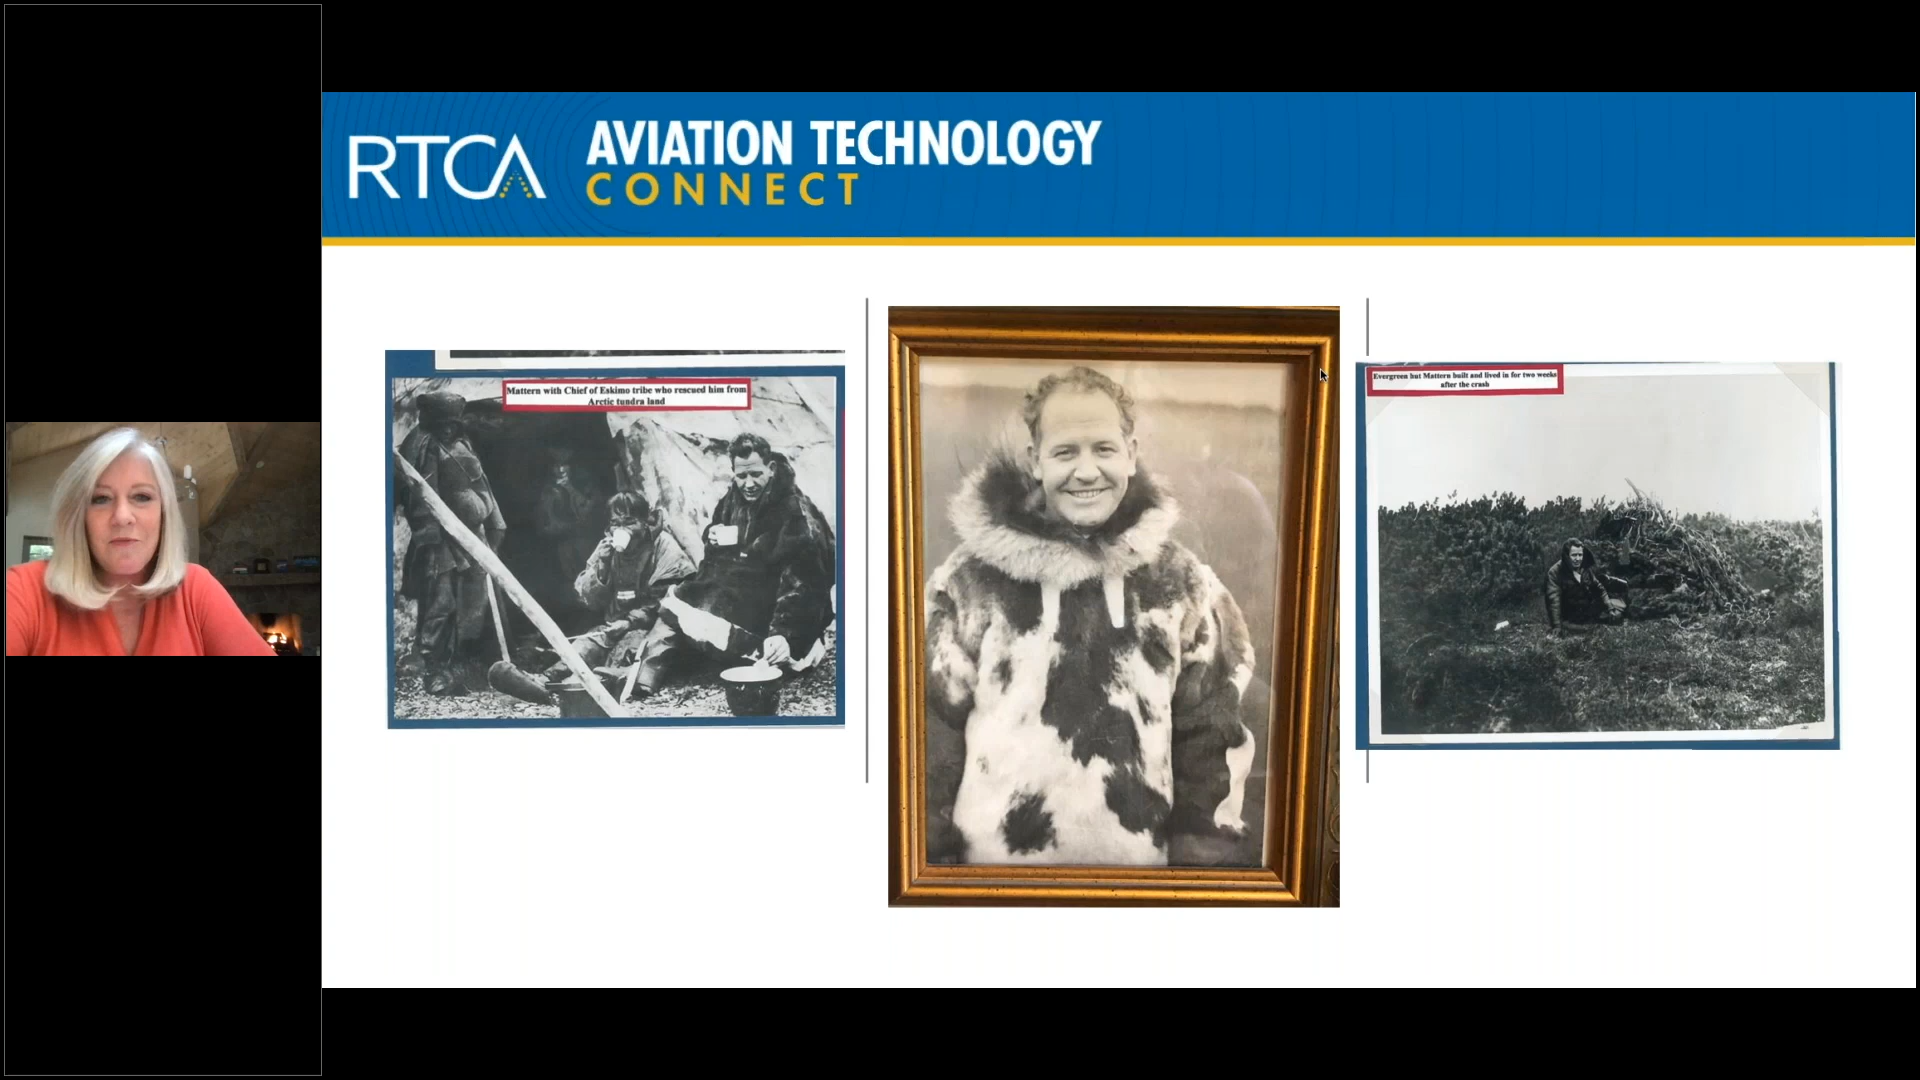 RTCA
AVIATION TECHNOLOGY
CONNECT
Mattern with Chief of Eskimo tribe who rescued him from
Arctic tundra land
Evergreen hut Mattern built and lived in for two weeks
after the crash